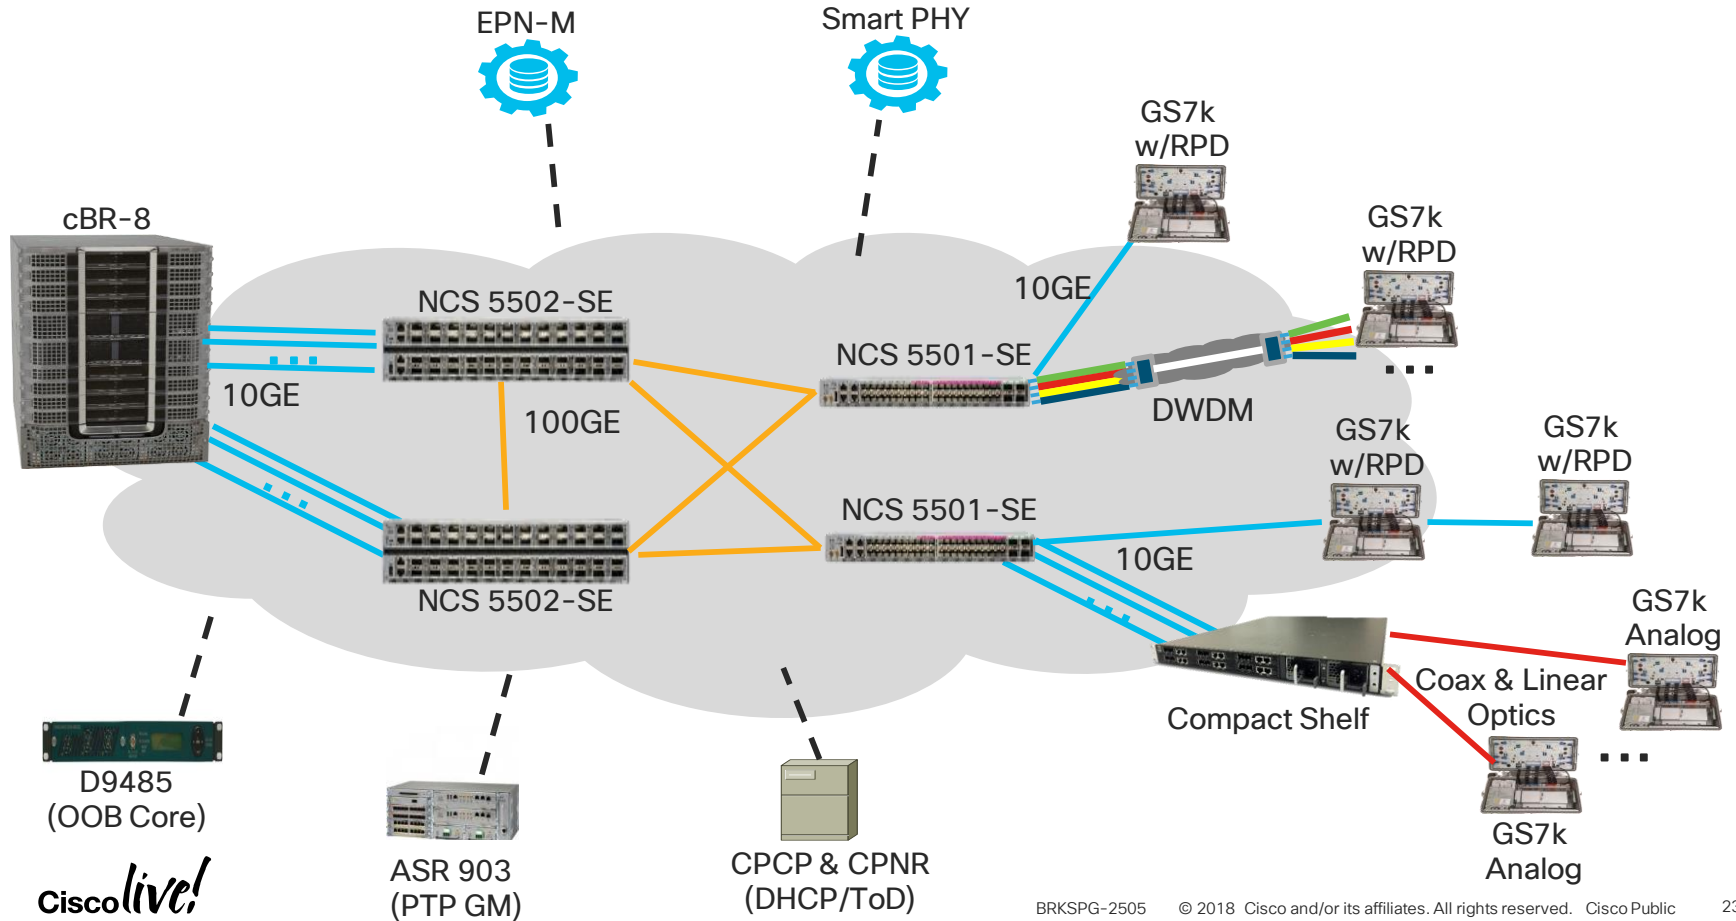 EPN-M
Smart PHY
GS7k
w/RPD
cBR-8
GS7k
w/RPD
10GE
NCS 5502-SE
NCS 5501-SE
10GE
100GE
DWDM
GS7k
w/RPD
GS7k
w/RPD
NCS 5501-SE
10GE
NCS 5502-SE
GS7k
Analog
Coax & Linear
Optics
Compact Shelf
D9485
(OOB Core)
GS7k
Analog
ASR 903
(PTP GM)
CPCP & CPNR
(DHCP/ToD)
Cisco live!
BRKSPG-2505 © 2018 Cisco and/or its affiliates. All rights reserved. Cisco Public 23